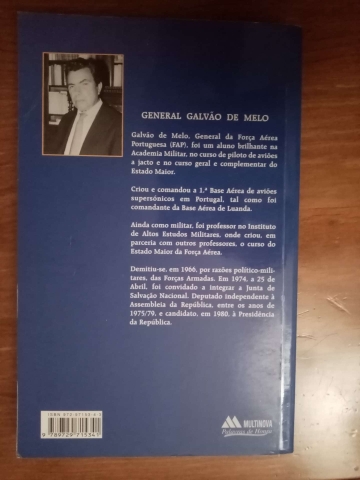 GENERAL GALVÃO DE MELO
Galvão de Melo, General da Força Aérea
Portuguesa (FAP), foi um aluno brilhante na
Academia Militar, no curso de piloto de aviões
a jacto e no curso geral e complementar do
Estado Maior.
Criou e comandou a 1.ª Base Aérea de aviões
supersónicos em Portugal, tal como foi
comandante da Base Aérea de Luanda.
Ainda como militar, foi professor no Instituto
de Altos Estudos Militares, onde criou, em
parceria com outros professores, o curso do
Estado Maior da Força Aérea.
Demitiu-se, em 1966, por razões político-mili-
tares, das Forças Armadas. Em 1974, a 25 de
Abril, foi convidado a integrar a Junta de
Salvação Nacional. Deputado independente à
Assembleia da República, entre os anos de
1975/79, e candidato, em 1980, à Presidência
da República.
9 789729 715341
MULTINOVA